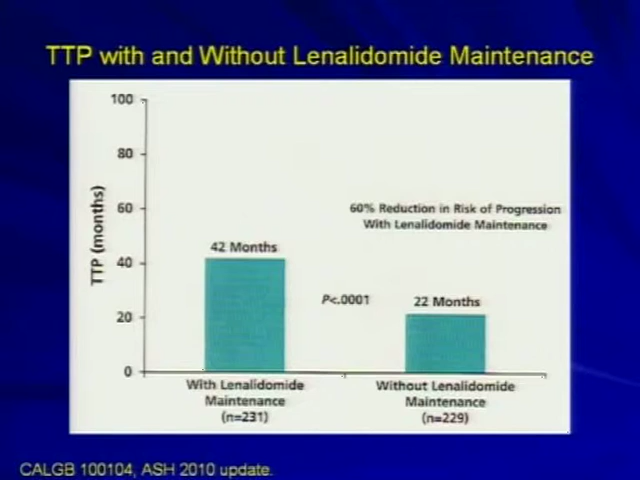 TTP with and Without Lenalidomide Maintenance
100
80
60
40
20
0
TTP (months)
60% Reduction in Risk of Progression
With Lenalidomide Maintenance
42 Months
P<.0001
22 Months
With Lenalidomide
Maintenance
(n=231)
Without Lenalidomide
Maintenance
(n=229)
CALGB 100104, ASH 2010 update.